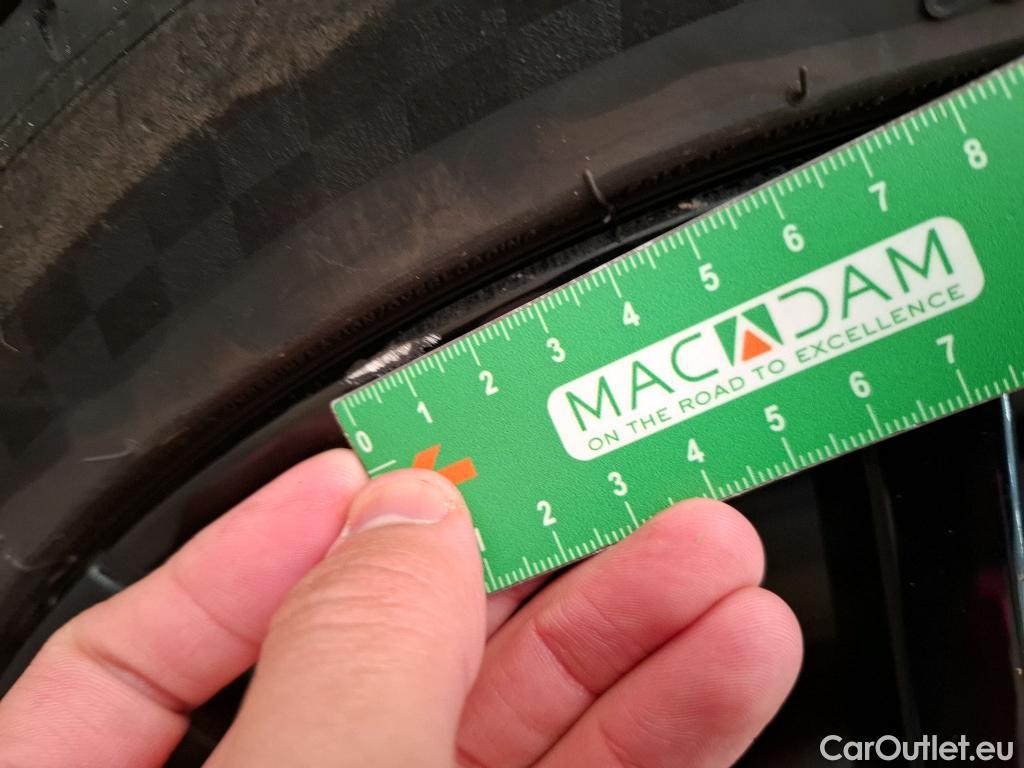 0 1 2 3 4 5 6 7 8
MACADAM
ON THE ROAD TO EXCELLENCE
2 3 4 5 6 7
CarOutlet.eu